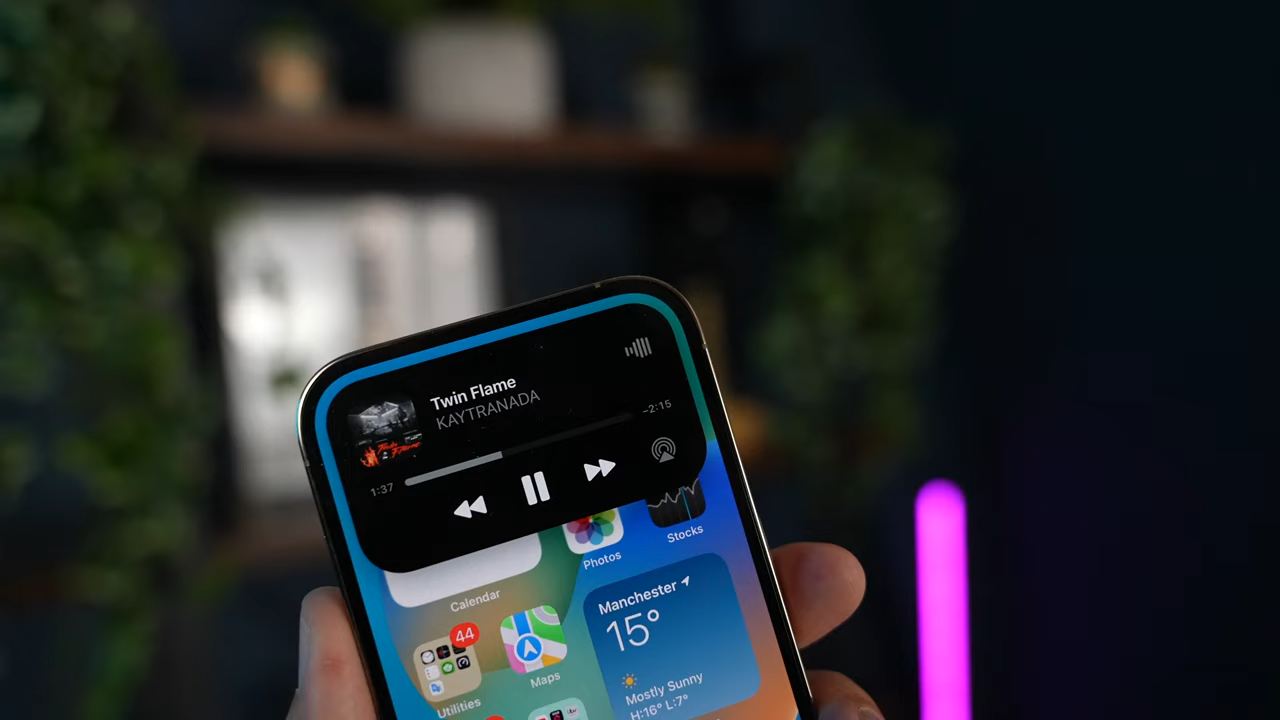 Twin Flame
KAYTRANADA
1:37
-2:15
Photos
Stocks
Calendar
44
Utilities
Maps
Manchester
15°
Mostly Sunny
H:16° L:7°